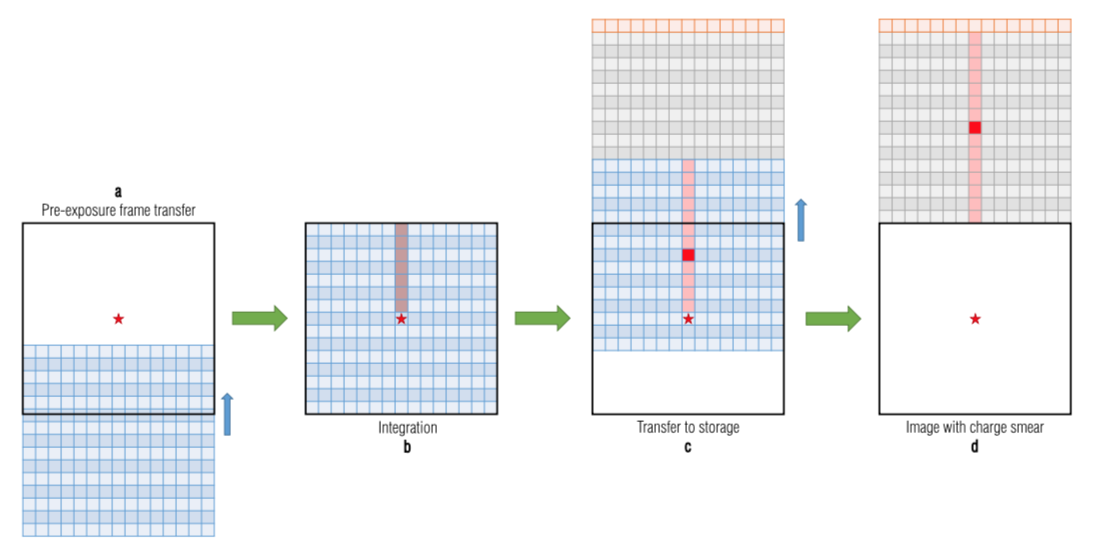 a
Pre-exposure frame transfer
Integration
b
Transfer to storage
c
Image with charge smear
d